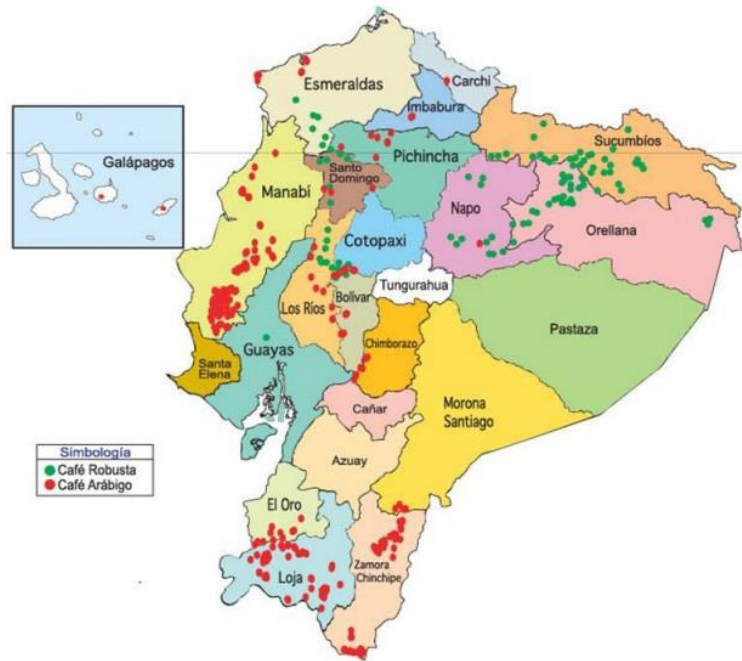 Esmeraldas
Carchi
Imbabura
Galápagos
Sucumbíos
Pichincha
Santo
Domingo
Manabí
Napo
Orellana
Cotopaxi
Tungurahua
Los Ríos
Bolívar
Pastaza
Chimborazo
Guayas
Santa
Elena
Cañar
Morona
Santiago
Simbología
Café Robusta
Café Arábigo
Azuay
El Oro
Zamora
Chinchipe
Loja